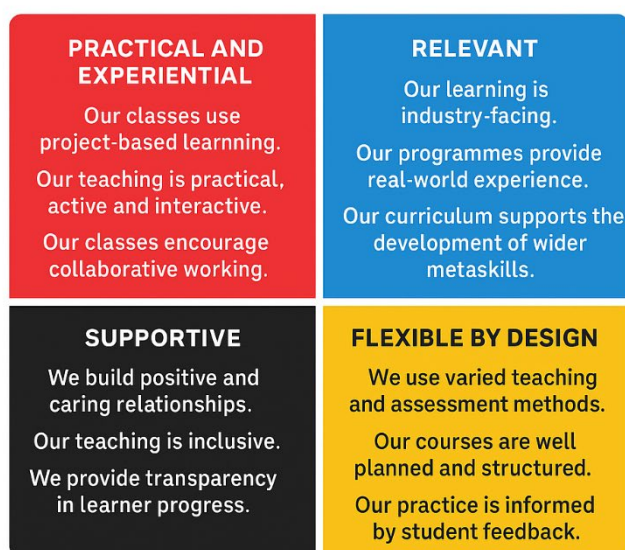 PRACTICAL AND
EXPERIENTIAL
Our classes use
project-based learnning.
Our teaching is practical,
active and interactive.
Our classes encourage
collaborative working.
RELEVANT
Our learning is
industry-facing.
Our programmes provide
real-world experience.
Our curriculum supports the
development of wider
metaskills.
SUPPORTIVE
We build positive and
caring relationships.
Our teaching is inclusive.
We provide transparency
in learner progress.
FLEXIBLE BY DESIGN
We use varied teaching
and assessment methods.
Our courses are well
planned and structured.
Our practice is informed
by student feedback.